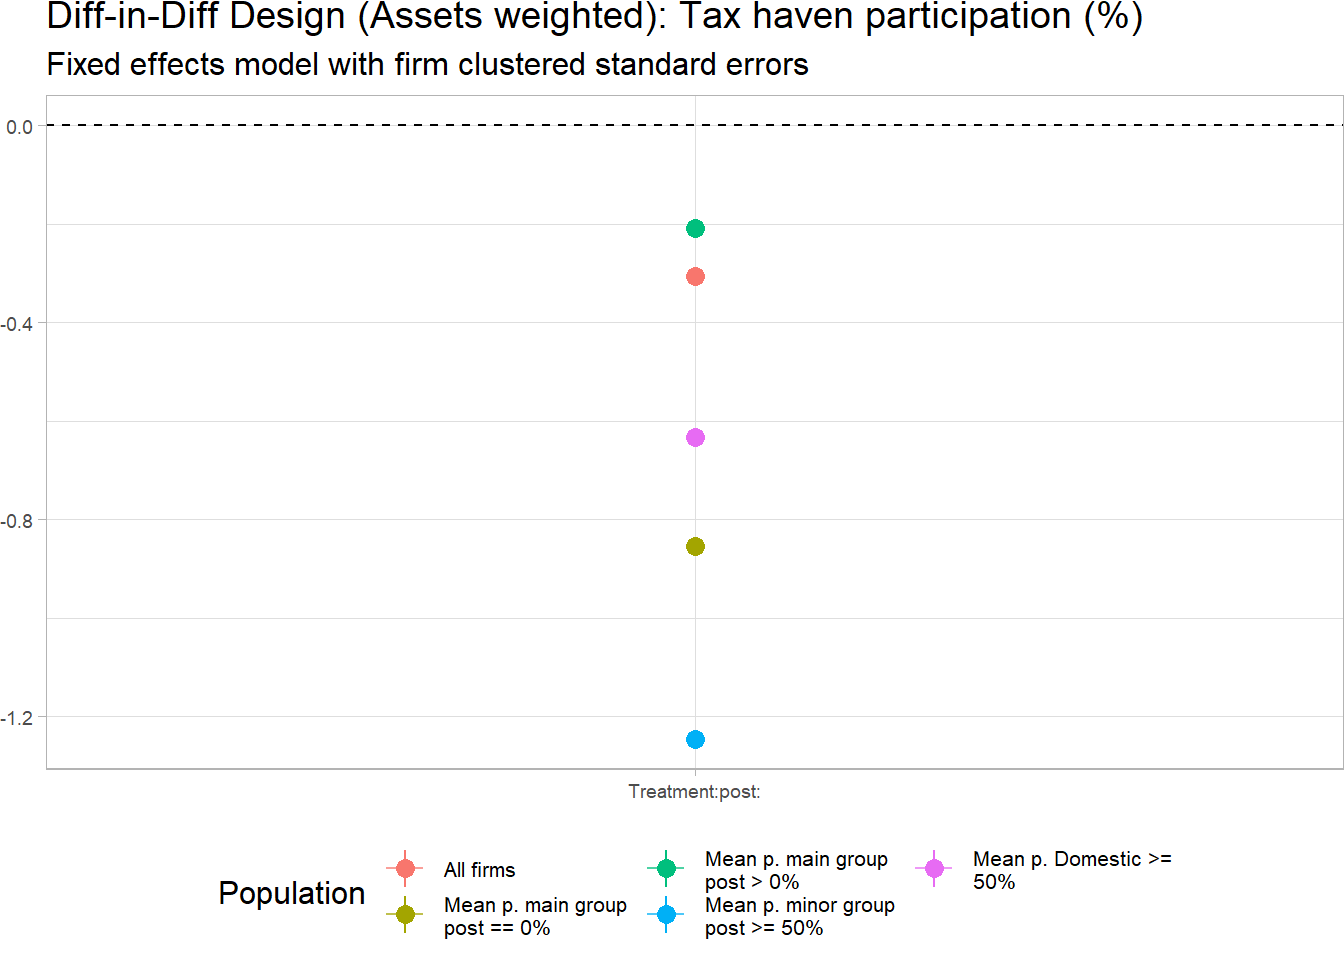 Diff-in-Diff Design (Assets weighted): Tax haven participation (%)
Fixed effects model with firm clustered standard errors
0.0
-0.4
-0.8
-1.2
Treatment:post:
Population
All firms
Mean p. main group
post == 0%
Mean p. main group
post > 0%
Mean p. minor group
post >= 50%
Mean p. Domestic >=
50%